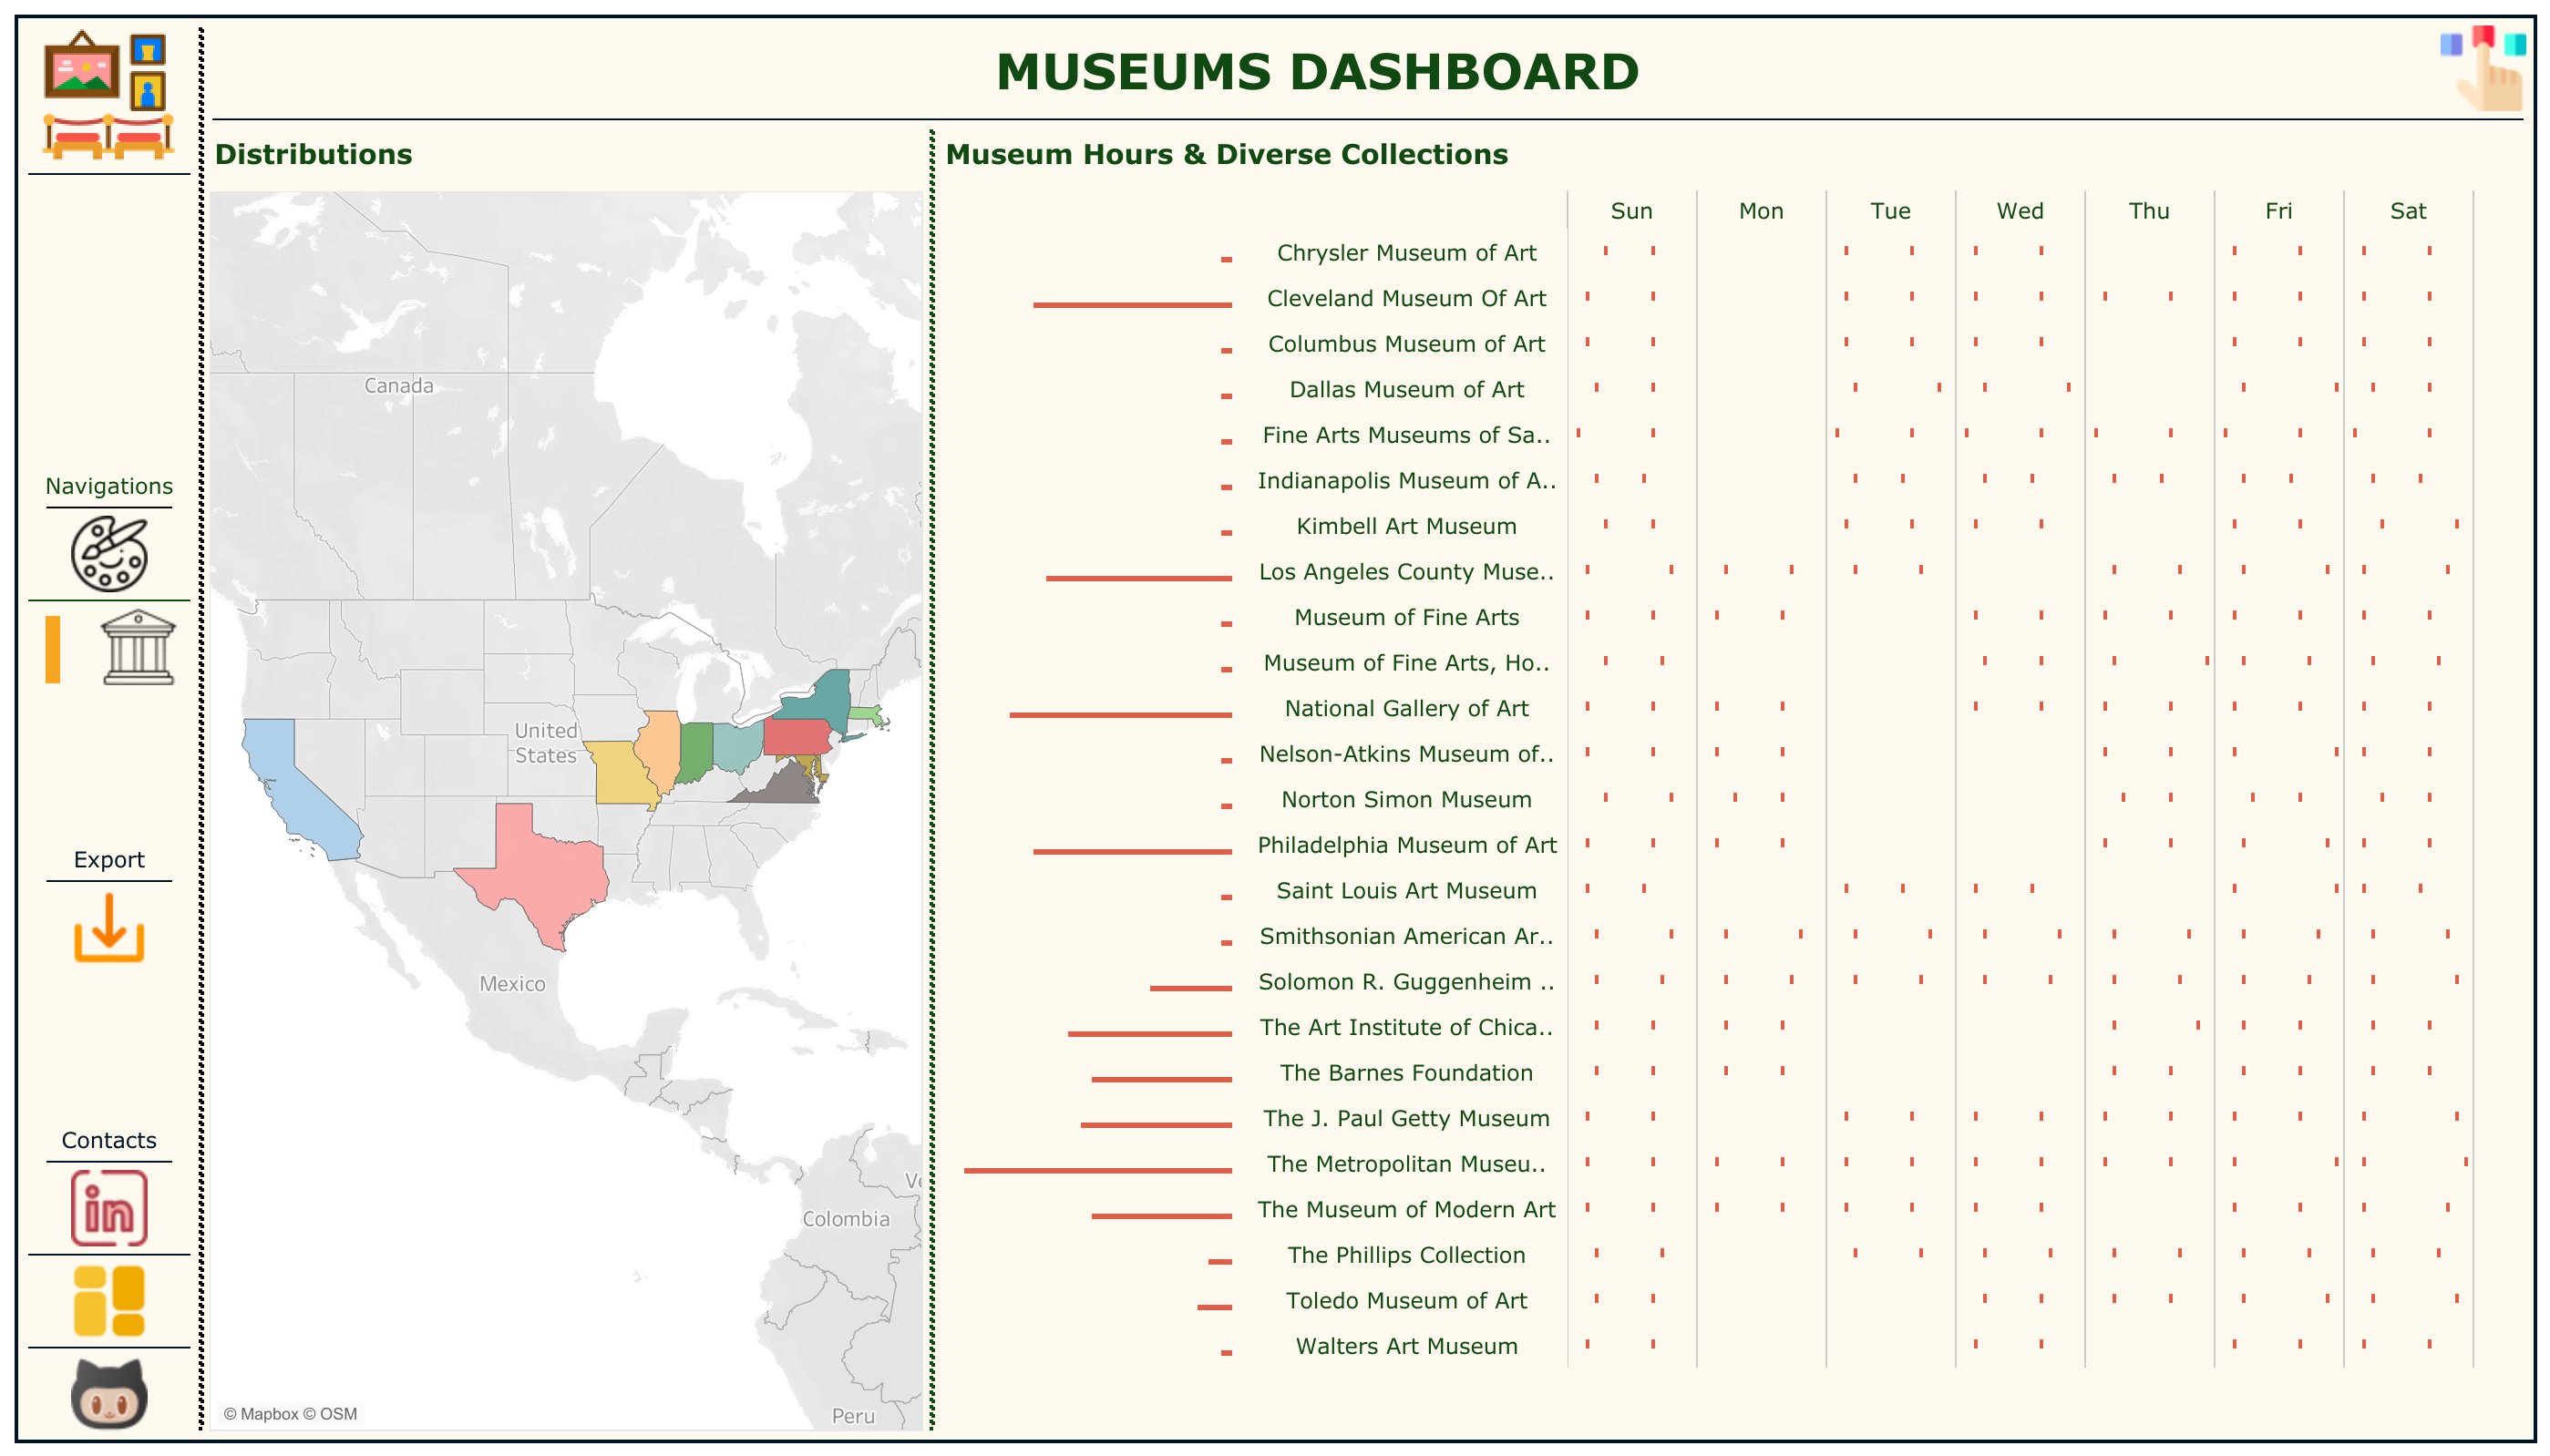 MUSEUMS DASHBOARD
Distributions
Museum Hours & Diverse Collections
Navigations
Export
Contacts
in
Canada
United
States
Mexico
Colombia
Ve
Peru
© Mapbox © OSM
Sun Mon Tue Wed Thu Fri Sat
Chrysler Museum of Art
Cleveland Museum Of Art
Columbus Museum of Art
Dallas Museum of Art
Fine Arts Museums of Sa..
Indianapolis Museum of A..
Kimbell Art Museum
Los Angeles County Muse..
Museum of Fine Arts
Museum of Fine Arts, Ho..
National Gallery of Art
Nelson-Atkins Museum of..
Norton Simon Museum
Philadelphia Museum of Art
Saint Louis Art Museum
Smithsonian American Ar..
Solomon R. Guggenheim ..
The Art Institute of Chica..
The Barnes Foundation
The J. Paul Getty Museum
The Metropolitan Museu..
The Museum of Modern Art
The Phillips Collection
Toledo Museum of Art
Walters Art Museum